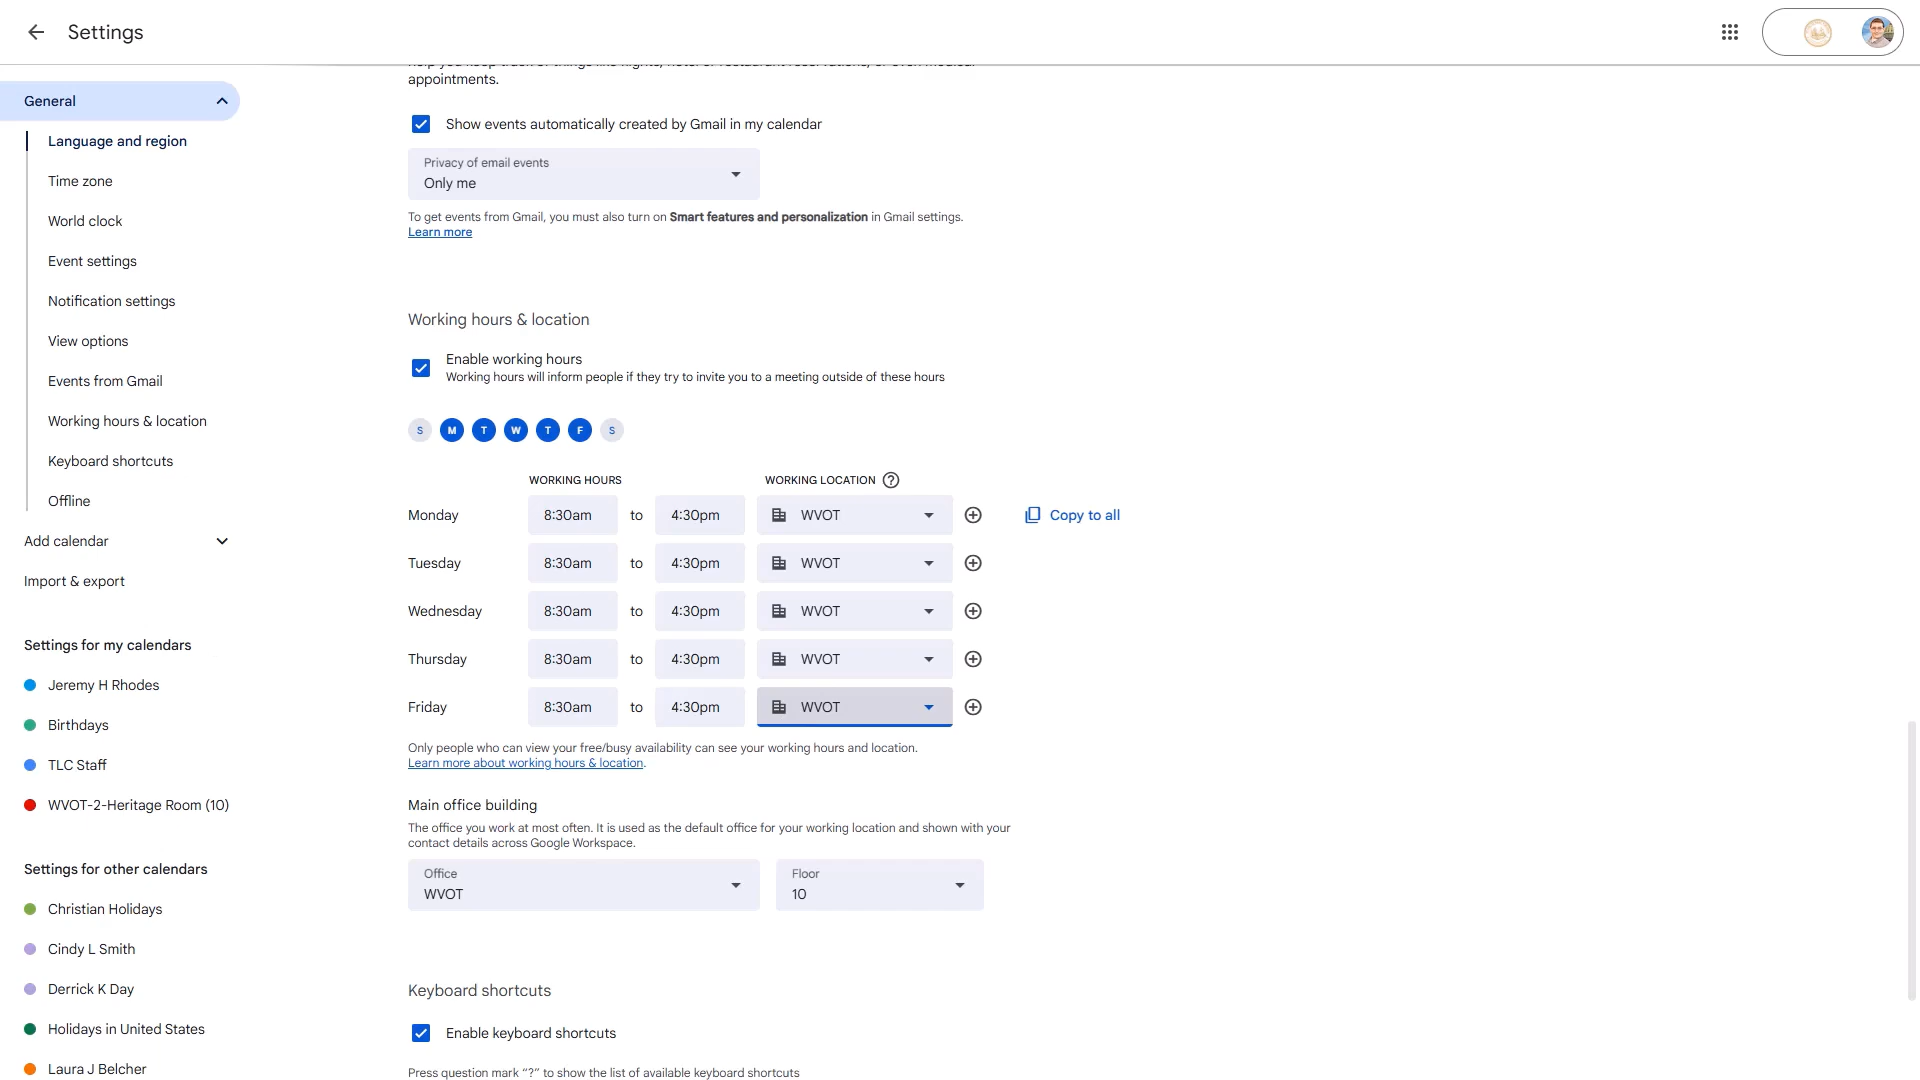 Settings
General
Language and region
Time zone
World clock
Event settings
Notification settings
View options
Events from Gmail
Working hours & location
Keyboard shortcuts
Offline
Add calendar
Import & export
Settings for my calendars
Jeremy H Rhodes
Birthdays
TLC Staff
WVOT-2-Heritage Room (10)
Settings for other calendars
Christian Holidays
Cindy L Smith
Derrick K Day
Holidays in United States
Laura J Belcher
appointments.
Show events automatically created by Gmail in my calendar
Privacy of email events
Only me
To get events from Gmail, you must also turn on Smart features and personalization in Gmail settings.
Learn more
Working hours & location
Enable working hours
Working hours will inform people if they try to invite you to a meeting outside of these hours
S M T W T F S
WORKING HOURS WORKING LOCATION ?
Monday 8:30am to 4:30pm WVOT Copy to all
Tuesday 8:30am to 4:30pm WVOT
Wednesday 8:30am to 4:30pm WVOT
Thursday 8:30am to 4:30pm WVOT
Friday 8:30am to 4:30pm WVOT
Only people who can view your free/busy availability can see your working hours and location.
Learn more about working hours & location.
Main office building
The office you work at most often. It is used as the default office for your working location and shown with your
contact details across Google Workspace.
Office
WVOT
Floor
10
Keyboard shortcuts
Enable keyboard shortcuts
Press question mark “?” to show the list of available keyboard shortcuts